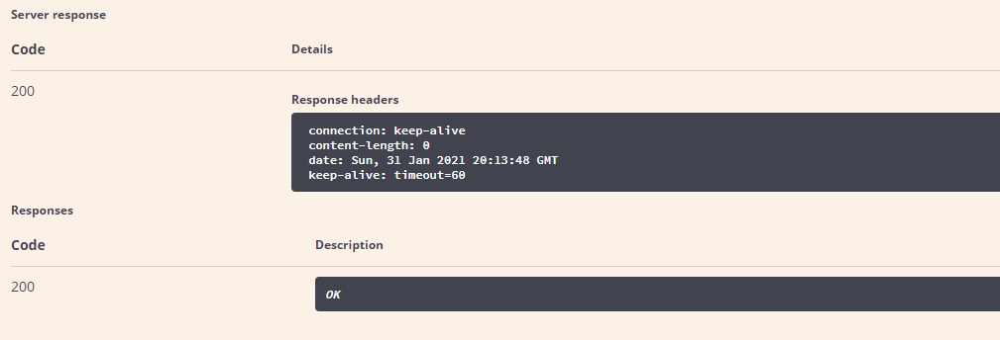 Server response
Code Details
200
Response headers
connection: keep-alive
content-length: 0
date: Sun, 31 Jan 2021 20:13:48 GMT
keep-alive: timeout=60
Responses
Code Description
200 OK